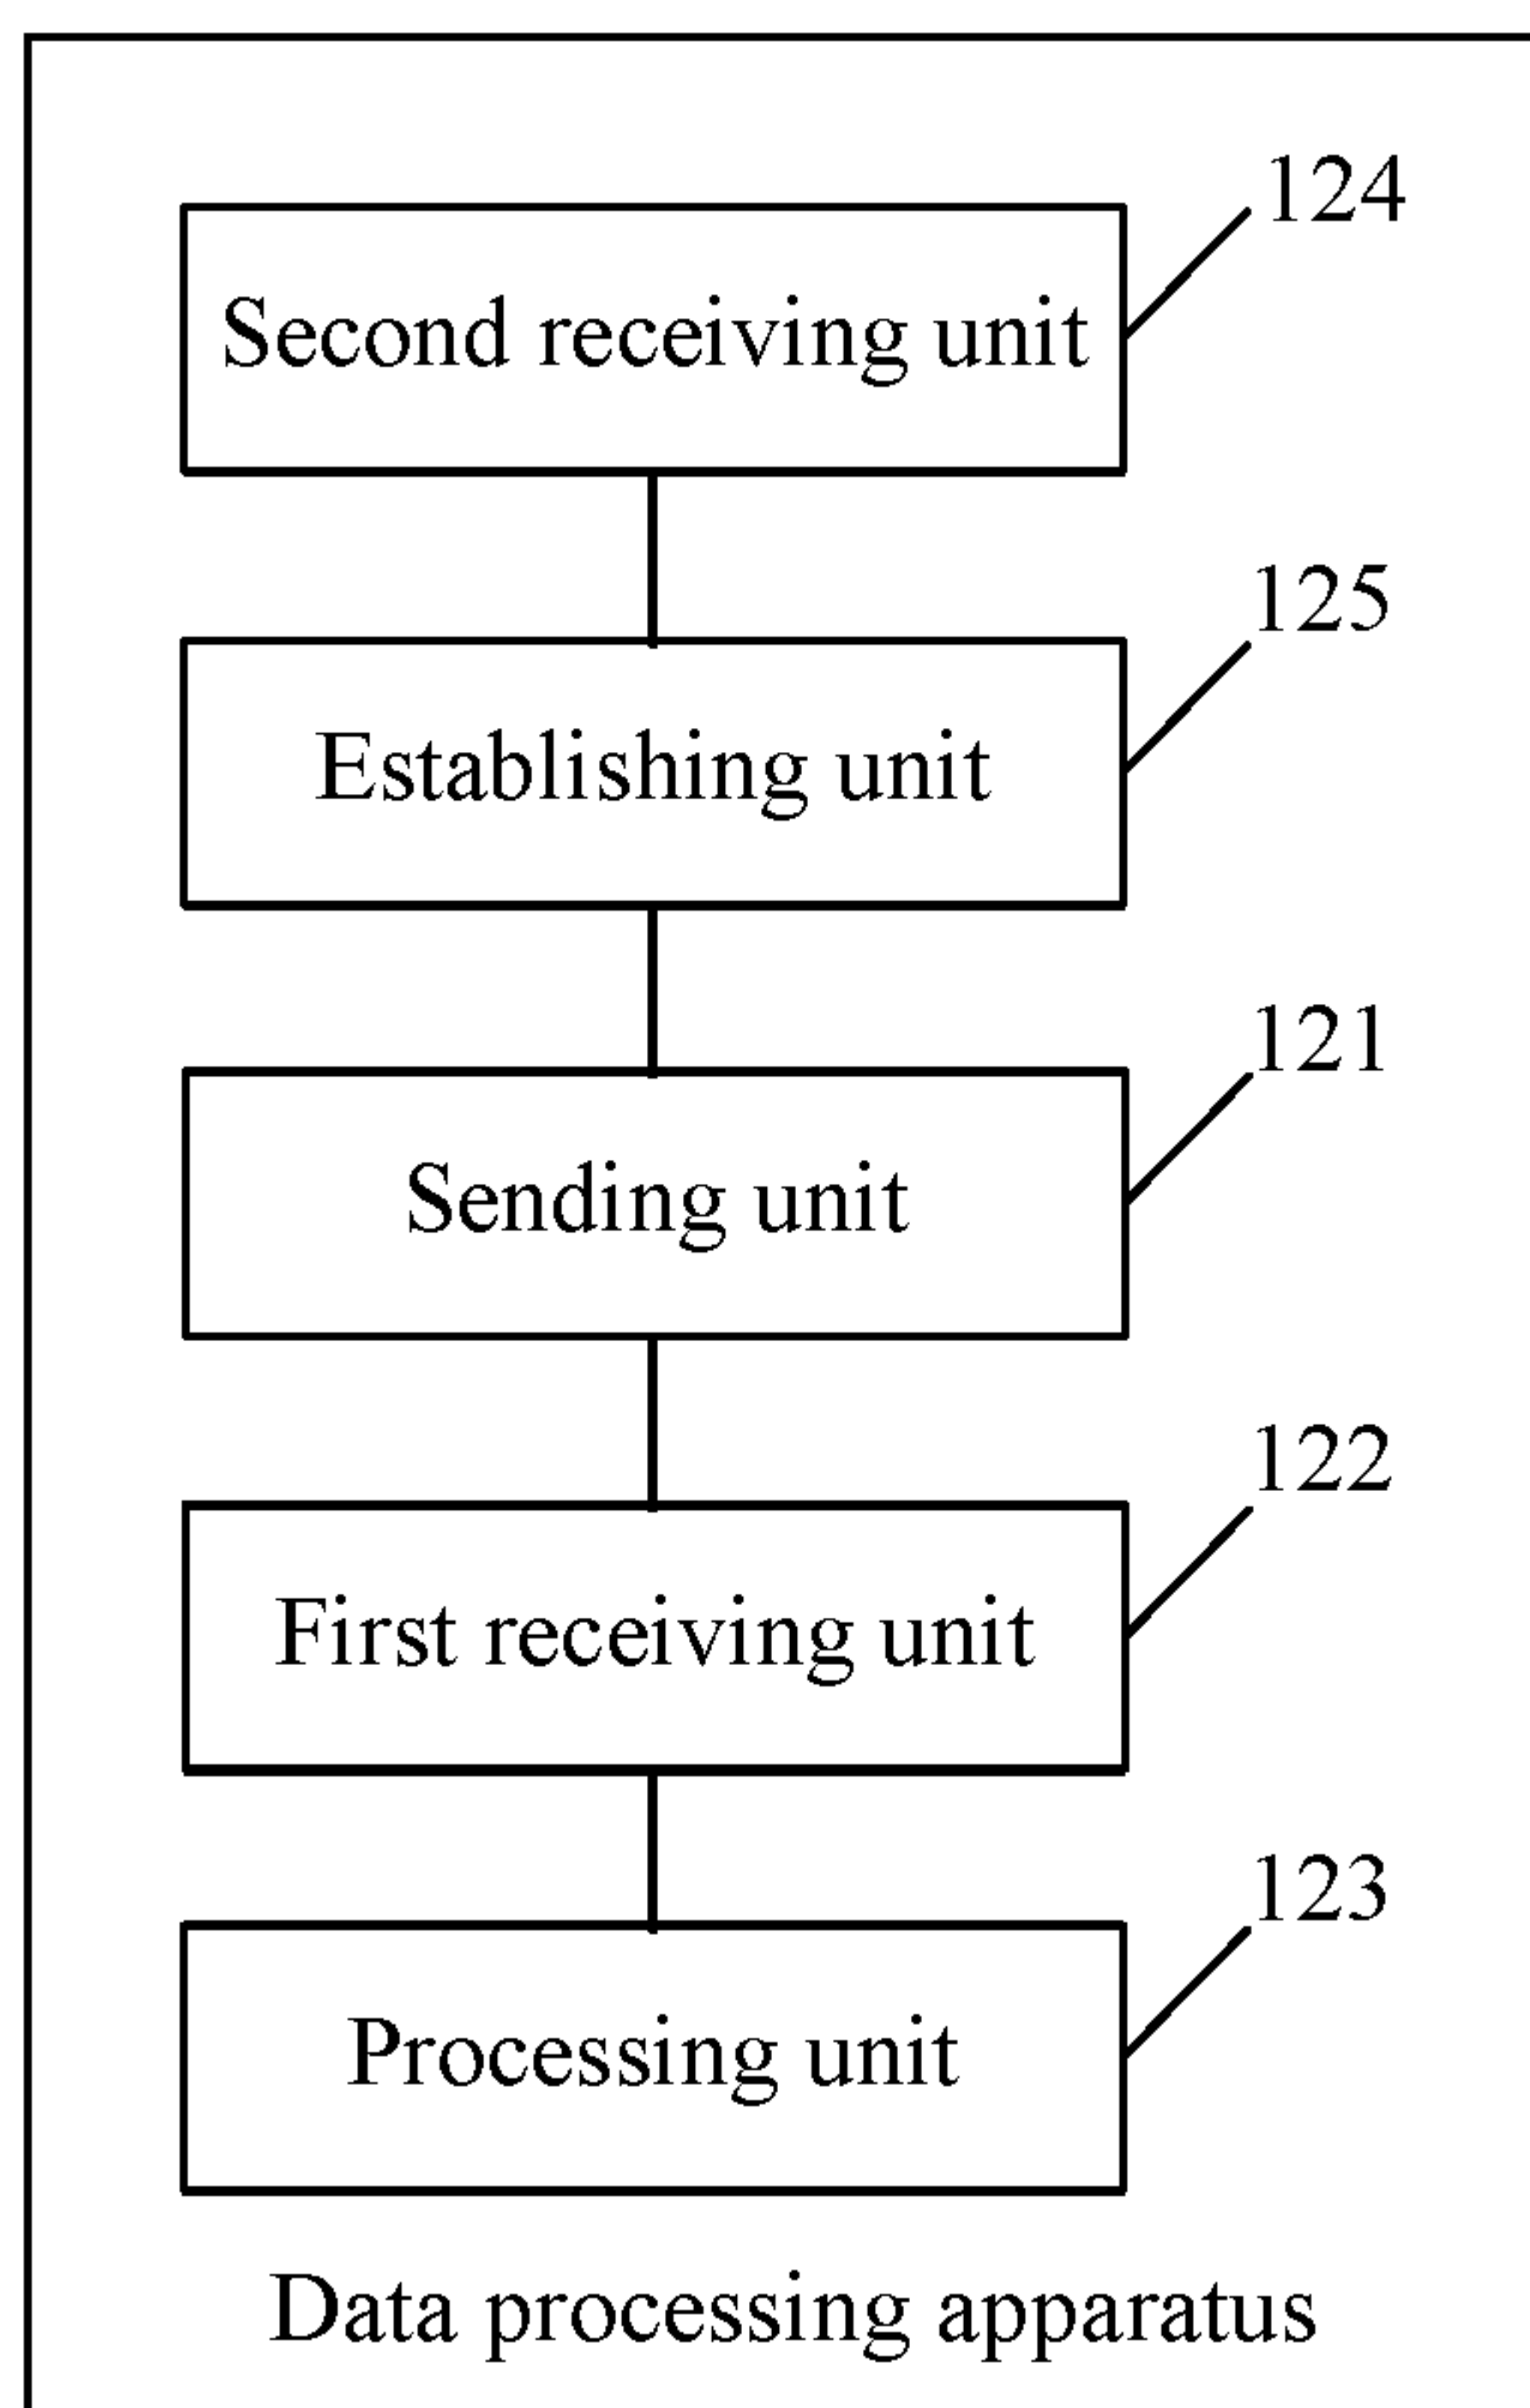 124
Second receiving unit
125
Establishing unit
121
Sending unit
122
First receiving unit
123
Processing unit
Data processing apparatus